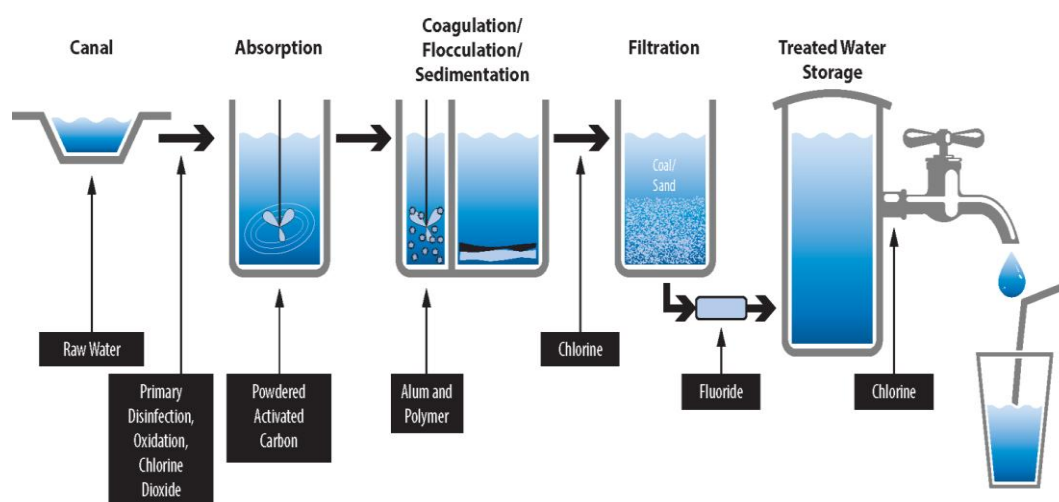 Canal
Absorption
Coagulation/
Flocculation/
Sedimentation
Filtration
Treated Water
Storage
Coal/
Sand
Raw Water
Primary
Disinfection,
Oxidation,
Chlorine
Dioxide
Powdered
Activated
Carbon
Alum and
Polymer
Chlorine
Fluoride
Chlorine